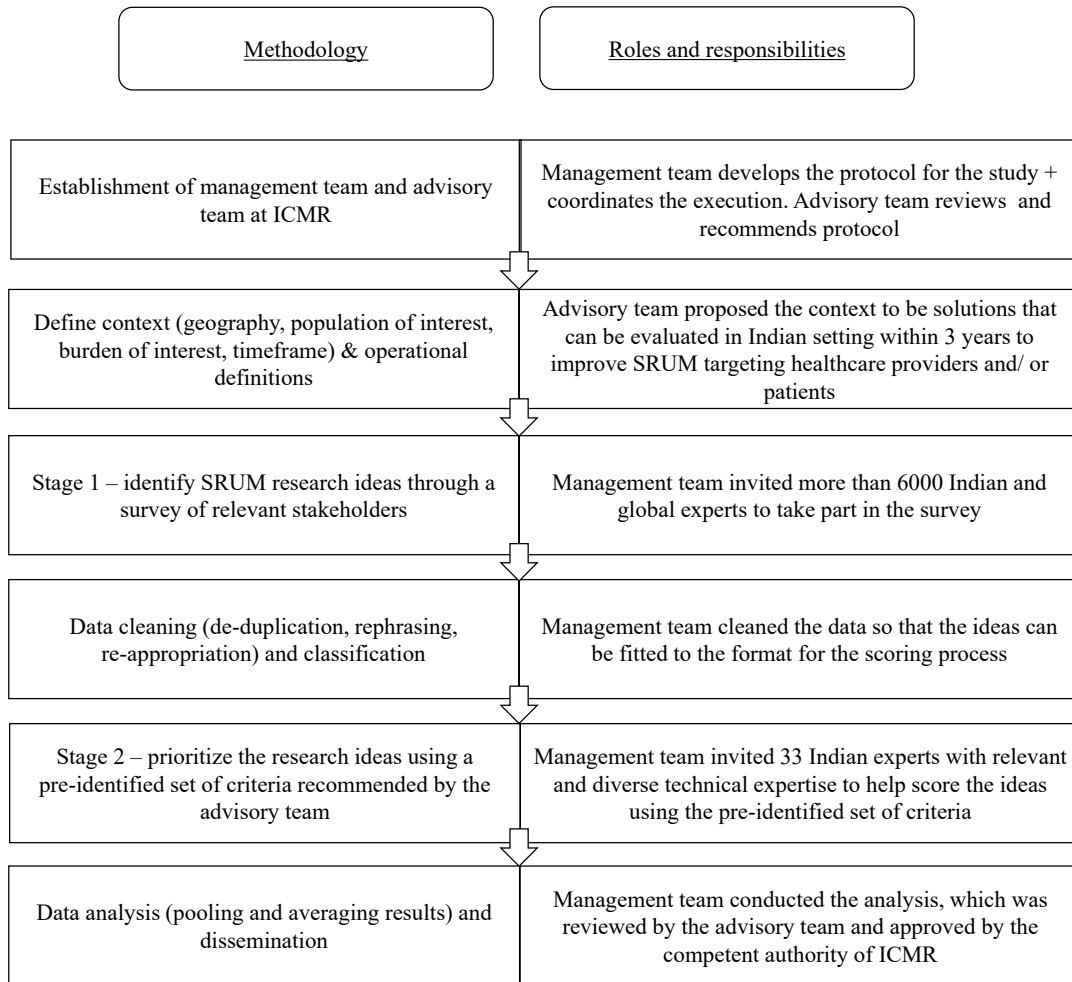 Methodology
Roles and responsibilities
Establishment of management team and advisory
team at ICMR
Management team develops the protocol for the study +
coordinates the execution. Advisory team reviews and
recommends protocol
Define context (geography, population of interest,
burden of interest, timeframe) & operational
definitions
Advisory team proposed the context to be solutions that
can be evaluated in Indian setting within 3 years to
improve SRUM targeting healthcare providers and/ or
patients
Stage 1 – identify SRUM research ideas through a
survey of relevant stakeholders
Management team invited more than 6000 Indian and
global experts to take part in the survey
Data cleaning (de-duplication, rephrasing,
re-appropriation) and classification
Management team cleaned the data so that the ideas can
be fitted to the format for the scoring process
Stage 2 – prioritize the research ideas using a
pre-identified set of criteria recommended by the
advisory team
Management team invited 33 Indian experts with relevant
and diverse technical expertise to help score the ideas
using the pre-identified set of criteria
Data analysis (pooling and averaging results) and
dissemination
Management team conducted the analysis, which was
reviewed by the advisory team and approved by the
competent authority of ICMR